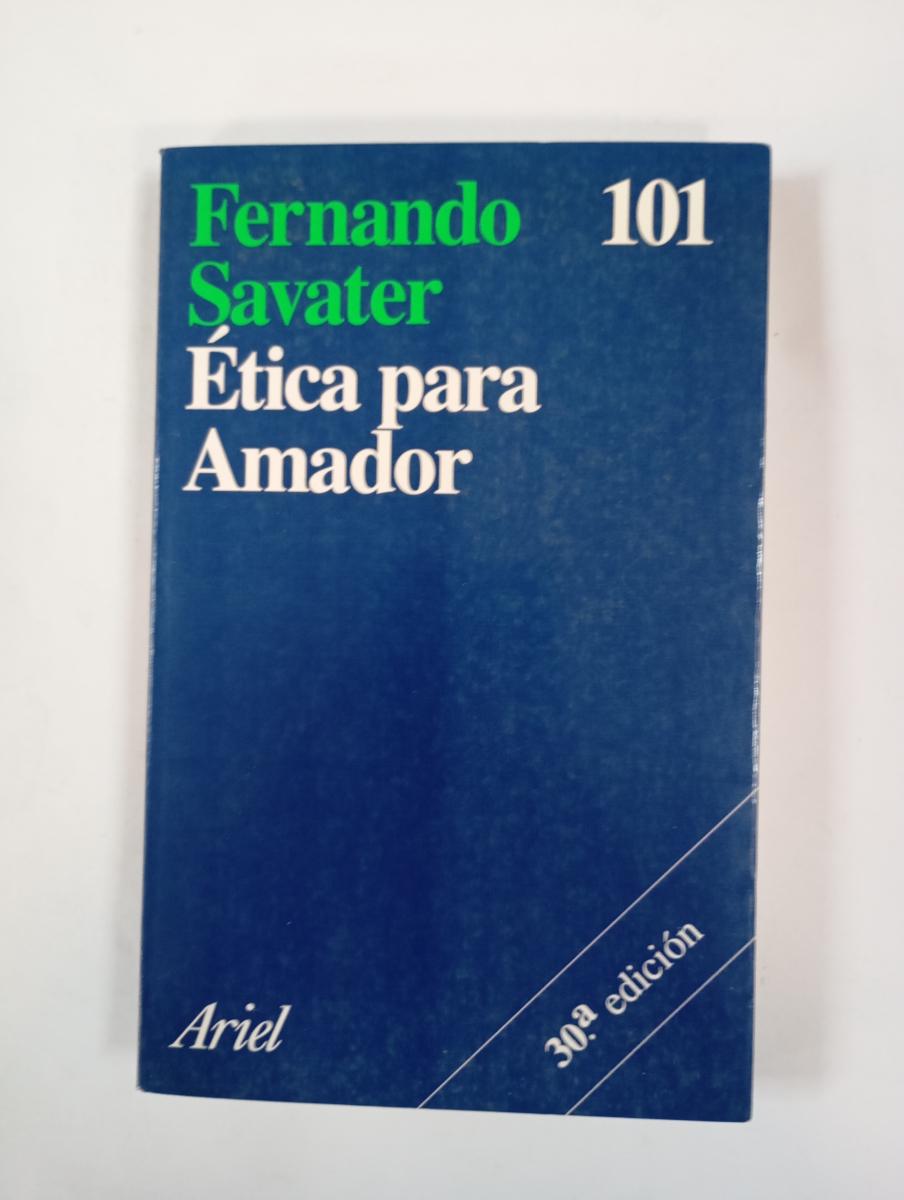 Fernando
Savater
101
Ética para
Amador
Ariel
30.ª edición